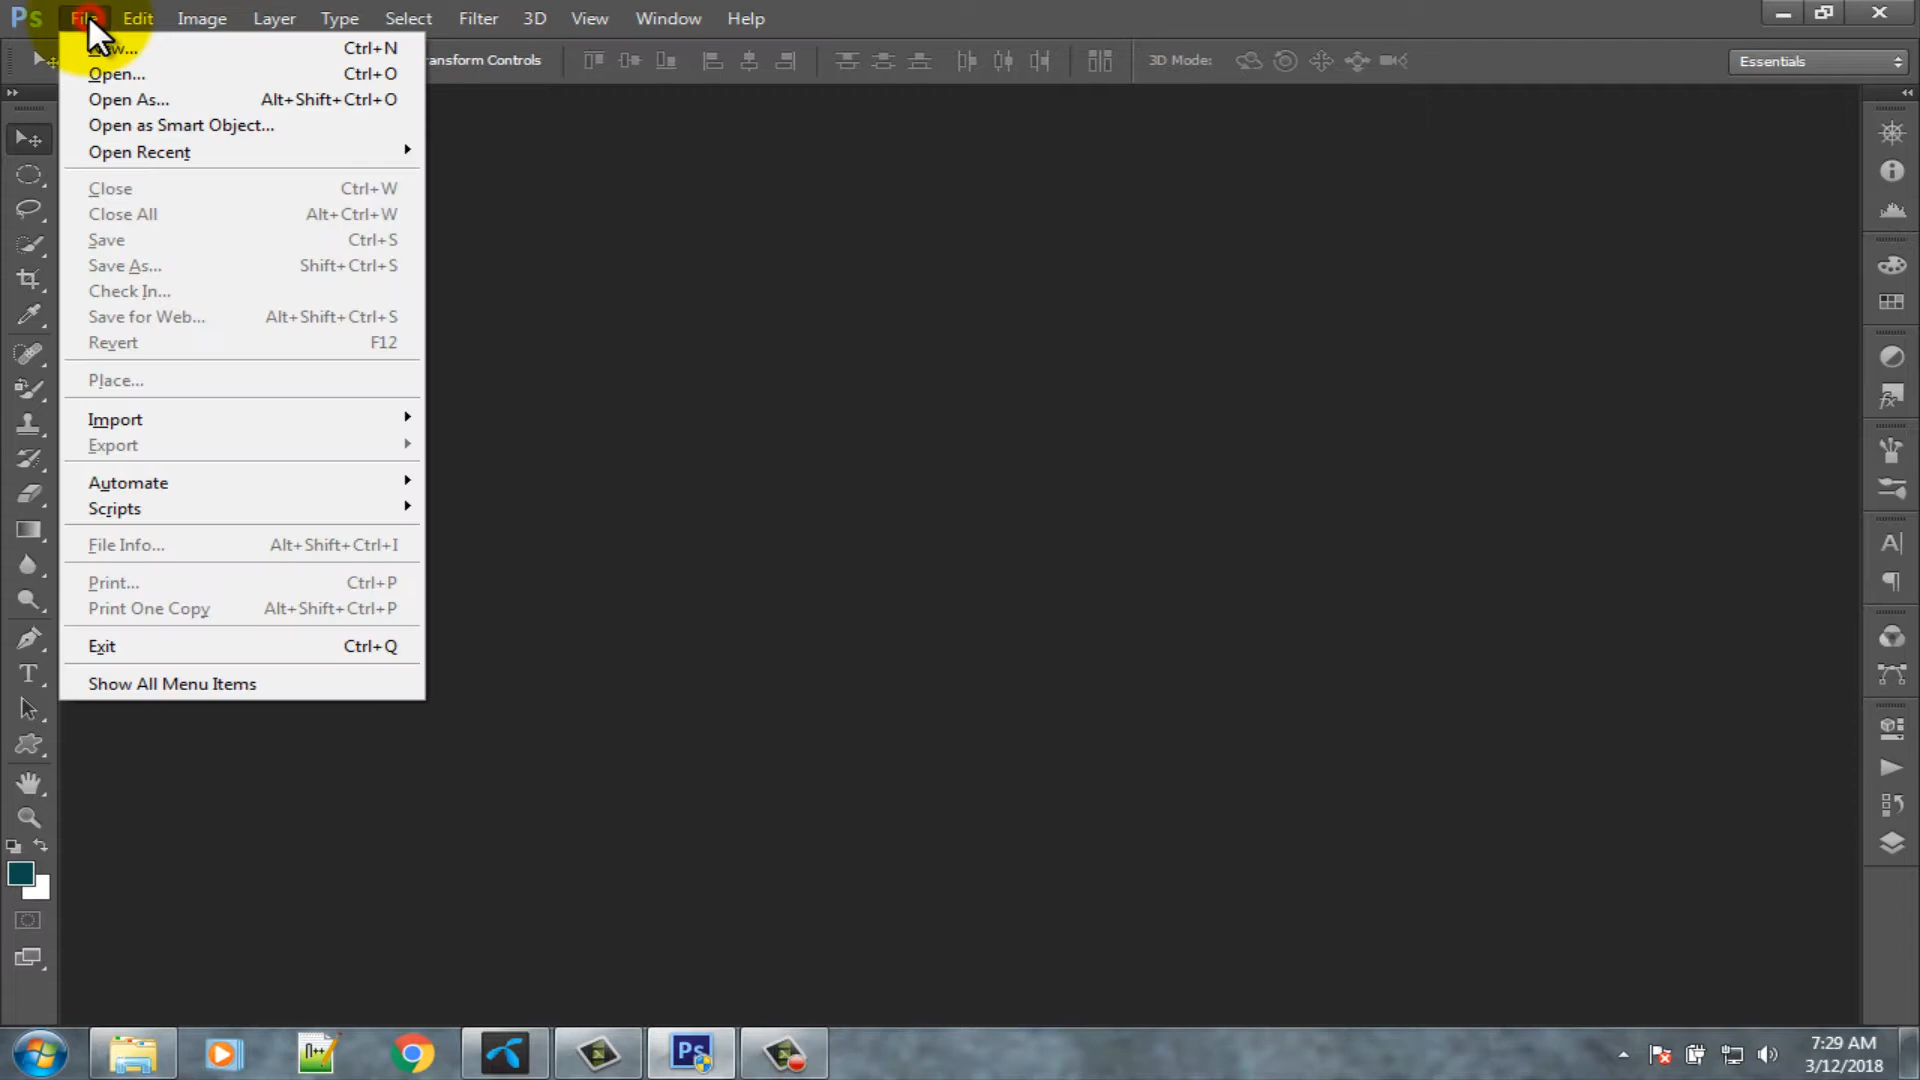 Ps File Edit Image Layer Type Select Filter 3D View Window Help
Transform Controls 3D Mode: Essentials
New... Ctrl+N
Open... Ctrl+O
Open As... Alt+Shift+Ctrl+O
Open as Smart Object...
Open Recent
Close Ctrl+W
Close All Alt+Ctrl+W
Save Ctrl+S
Save As... Shift+Ctrl+S
Check In...
Save for Web... Alt+Shift+Ctrl+S
Revert F12
Place...
Import
Export
Automate
Scripts
File Info... Alt+Shift+Ctrl+I
Print... Ctrl+P
Print One Copy Alt+Shift+Ctrl+P
Exit Ctrl+Q
Show All Menu Items
Ps
7:29 AM
3/12/2018